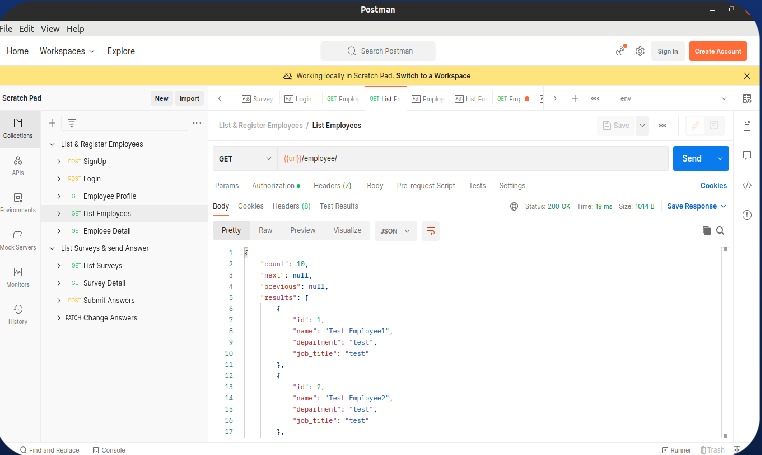 Postman
File Edit View Help
Home Workspaces Explore Search Postman Sign In Create Account
Working locally in Scratch Pad. Switch to a Workspace
Scratch Pad New Import Survey Login GET Employ GET List E Employ List Em GET Emp env
Collections
APIs
Environments
Mock Servers
Monitors
History
List & Register Employees
POST SignUp
POST Login
GET Employee Profile
GET List Employees
GET Emploee Detail
List Surveys & send Answer
GET List Surveys
GET Survey Detail
POST Submit Answers
PATCH Change Answers
List & Register Employees / List Employees Save
GET {{url}}/employee/ Send
Params Authorization Headers (7) Body Pre-request Script Tests Settings Cookies
Body Cookies Headers (8) Test Results Status: 200 OK Time: 19 ms Size: 1014 B Save Response
Pretty Raw Preview Visualize JSON
1 {
2 "count": 10,
3 "next": null,
4 "previous": null,
5 "results": [
6 {
7 "id": 1,
8 "name": "Test Employee1",
9 "department": "test",
10 "job_title": "test"
11 },
12 {
13 "id": 2,
14 "name": "Test Employee2",
15 "department": "test",
16 "job_title": "test"
17 },
Find and Replace Console Runner Trash